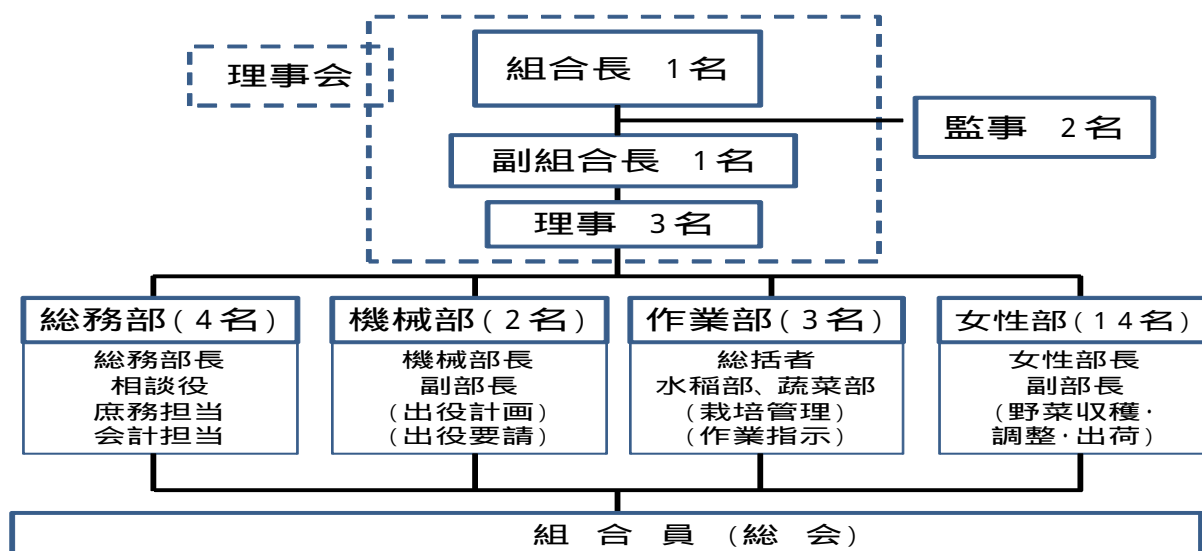 理事会
組合長 1名
監事 2名
副組合長 1名
理事 3名
総務部(4名)
総務部長
相談役
庶務担当
会計担当
機械部(2名)
機械部長
副部長
(出役計画)
(出役要請)
作業部(3名)
総括者
水稲部、蔬菜部
(栽培管理)
(作業指示)
女性部(14名)
女性部長
副部長
(野菜収穫・
調整・出荷)
組合員(総会)